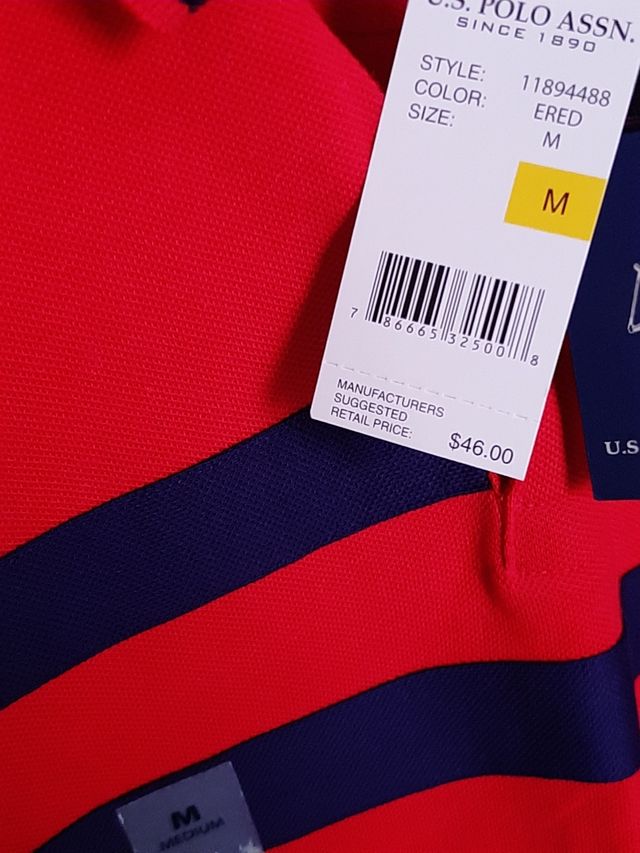 U.S. POLO ASSN.
SINCE 1890
STYLE: 11894488
COLOR: ERED
SIZE: M
M
7 86665 32500 8
MANUFACTURERS
SUGGESTED
RETAIL PRICE: $46.00
U.S
M
MEDIUM